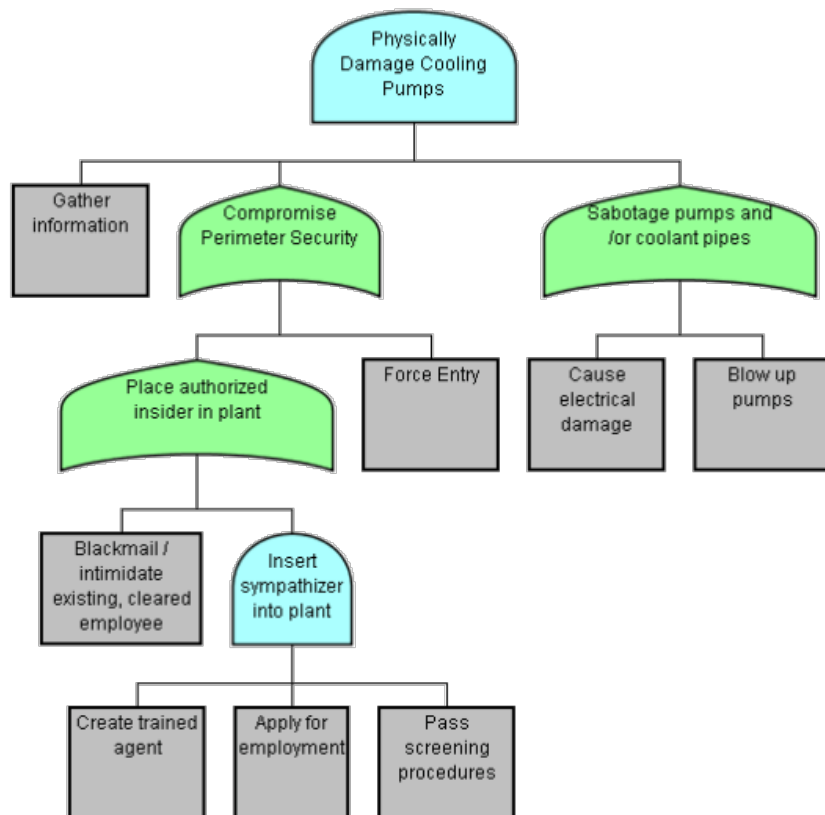 Physically
Damage Cooling
Pumps
Gather
information
Compromise
Perimeter Security
Sabotage pumps and
/or coolant pipes
Place authorized
insider in plant
Force Entry
Cause
electrical
damage
Blow up
pumps
Blackmail /
intimidate
existing, cleared
employee
Insert
sympathizer
into plant
Create trained
agent
Apply for
employment
Pass
screening
procedures